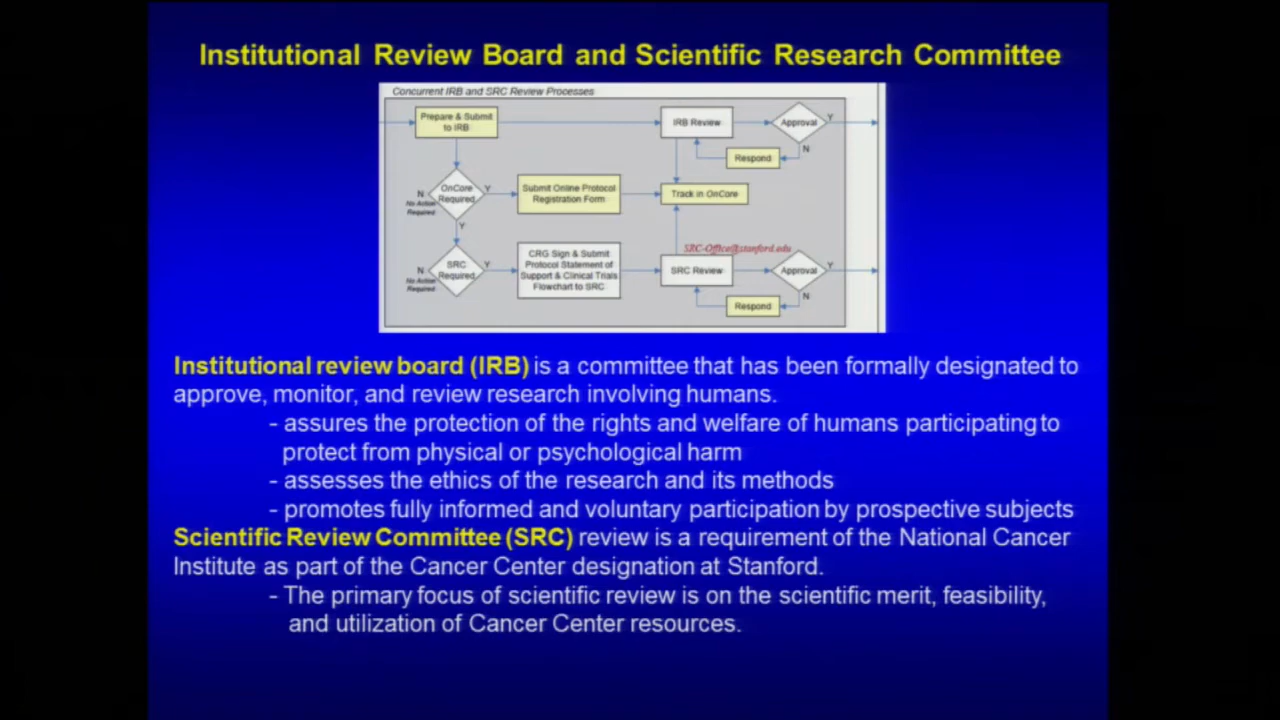 Institutional Review Board and Scientific Research Committee
Concurrent IRB and SRC Review Processes
Prepare & Submit
to IRB
IRB Review
Approval
Y
N
Respond
OnCore
Required
N
No Action
Required
Y
Y
Submit Online Protocol
Registration Form
Track in OnCore
SRC-Office@stanford.edu
SRC
Required
N
No Action
Required
Y
CRG Sign & Submit
Protocol Statement of
Support & Clinical Trials
Flowchart to SRC
SRC Review
Approval
Y
N
Respond
Institutional review board (IRB) is a committee that has been formally designated to
approve, monitor, and review research involving humans.
- assures the protection of the rights and welfare of humans participating to
protect from physical or psychological harm
- assesses the ethics of the research and its methods
- promotes fully informed and voluntary participation by prospective subjects
Scientific Review Committee (SRC) review is a requirement of the National Cancer
Institute as part of the Cancer Center designation at Stanford.
- The primary focus of scientific review is on the scientific merit, feasibility,
and utilization of Cancer Center resources.